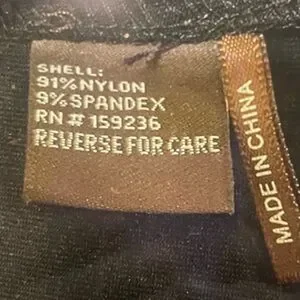 SHELL:
91% NYLON
9% SPANDEX
RN # 159236
REVERSE FOR CARE
MADE IN CHINA